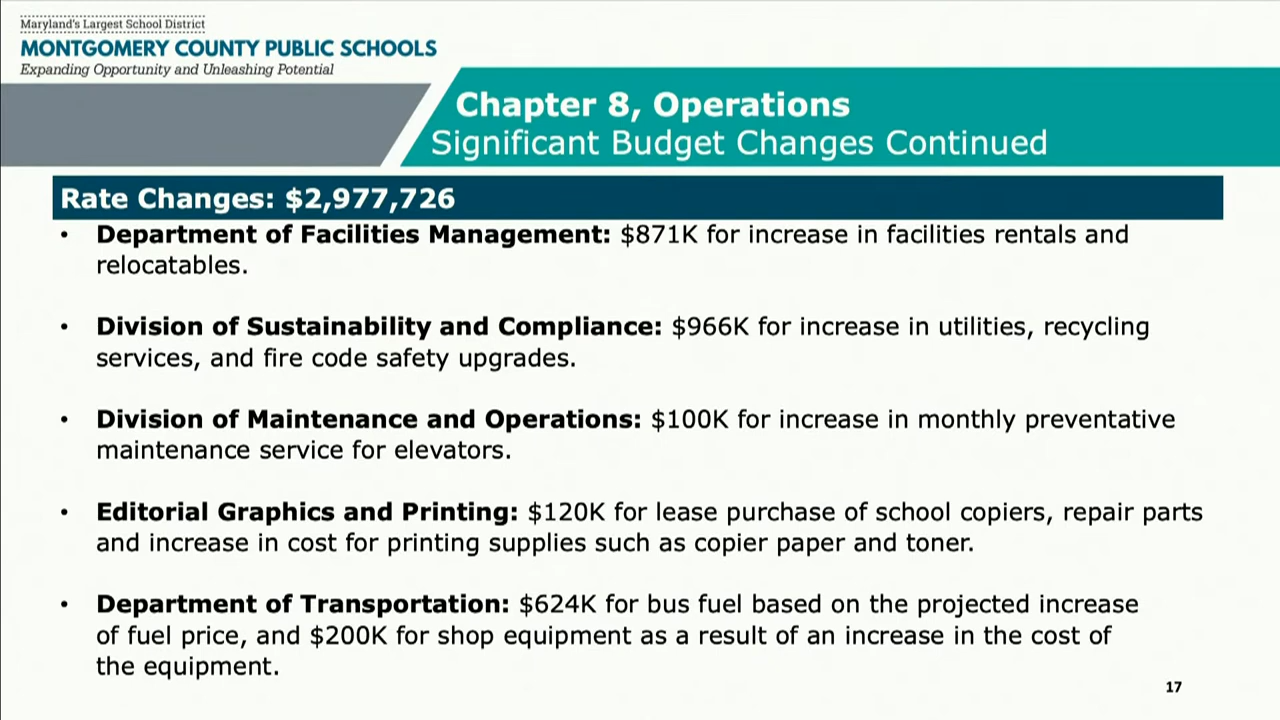 Maryland's Largest School District
MONTGOMERY COUNTY PUBLIC SCHOOLS
Expanding Opportunity and Unleashing Potential
Chapter 8, Operations
Significant Budget Changes Continued
Rate Changes: $2,977,726
• Department of Facilities Management: $871K for increase in facilities rentals and
relocatables.
• Division of Sustainability and Compliance: $966K for increase in utilities, recycling
services, and fire code safety upgrades.
• Division of Maintenance and Operations: $100K for increase in monthly preventative
maintenance service for elevators.
• Editorial Graphics and Printing: $120K for lease purchase of school copiers, repair parts
and increase in cost for printing supplies such as copier paper and toner.
• Department of Transportation: $624K for bus fuel based on the projected increase
of fuel price, and $200K for shop equipment as a result of an increase in the cost of
the equipment.
17